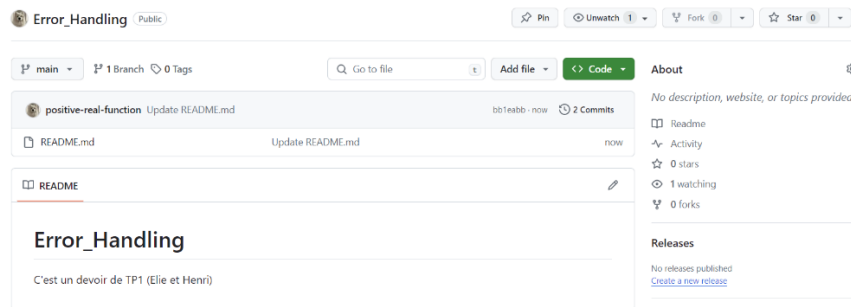 Error_Handling Public
Pin Unwatch 1 Fork 0 Star 0
main 1 Branch 0 Tags Go to file t Add file Code
positive-real-function Update README.md bb1eabb · now 2 Commits
README.md Update README.md now
README
Error_Handling
C'est un devoir de TP1 (Elie et Henri)
About
No description, website, or topics provided
Readme
Activity
0 stars
1 watching
0 forks
Releases
No releases published
Create a new release